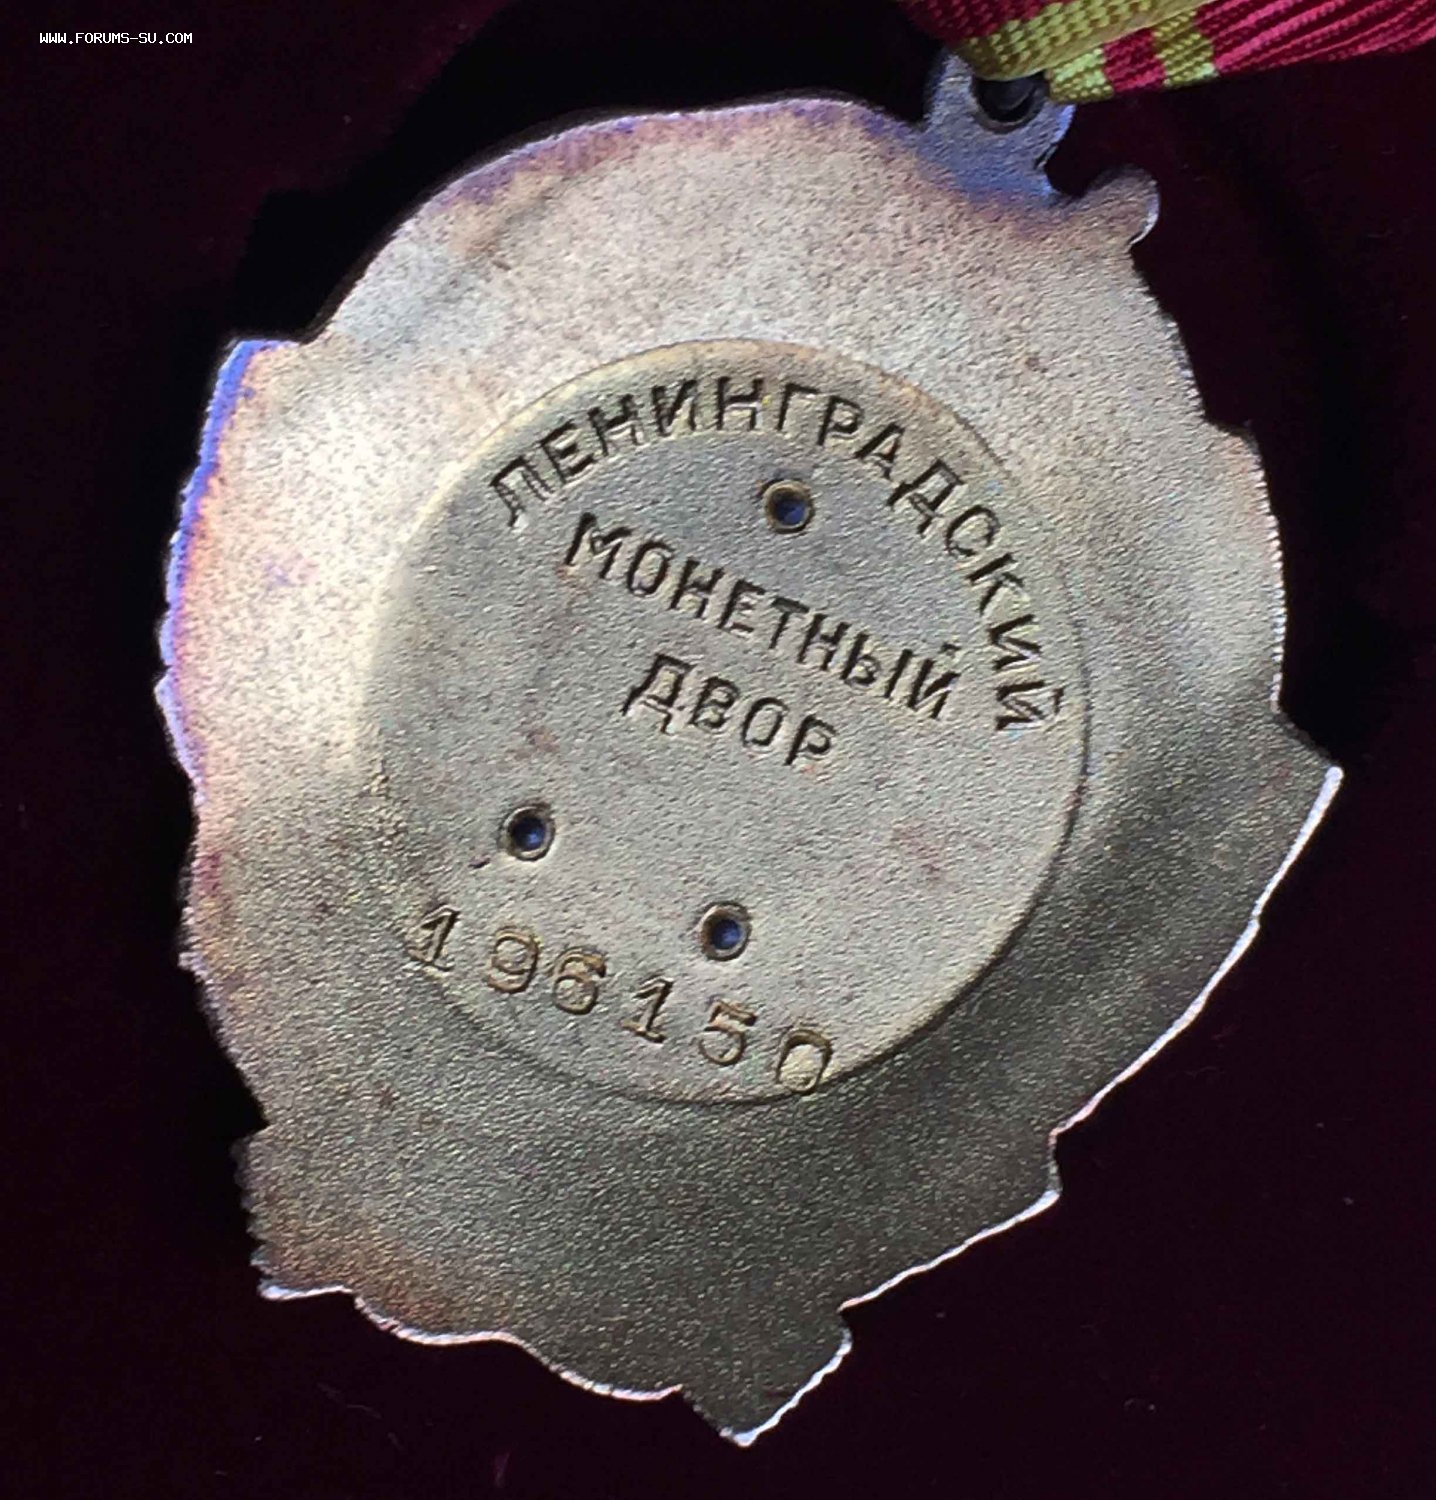 WWW.FORUMS-SU.COM
ЛЕНИНГРАДСКИЙ
МОНЕТНЫЙ
ДВОР
196150